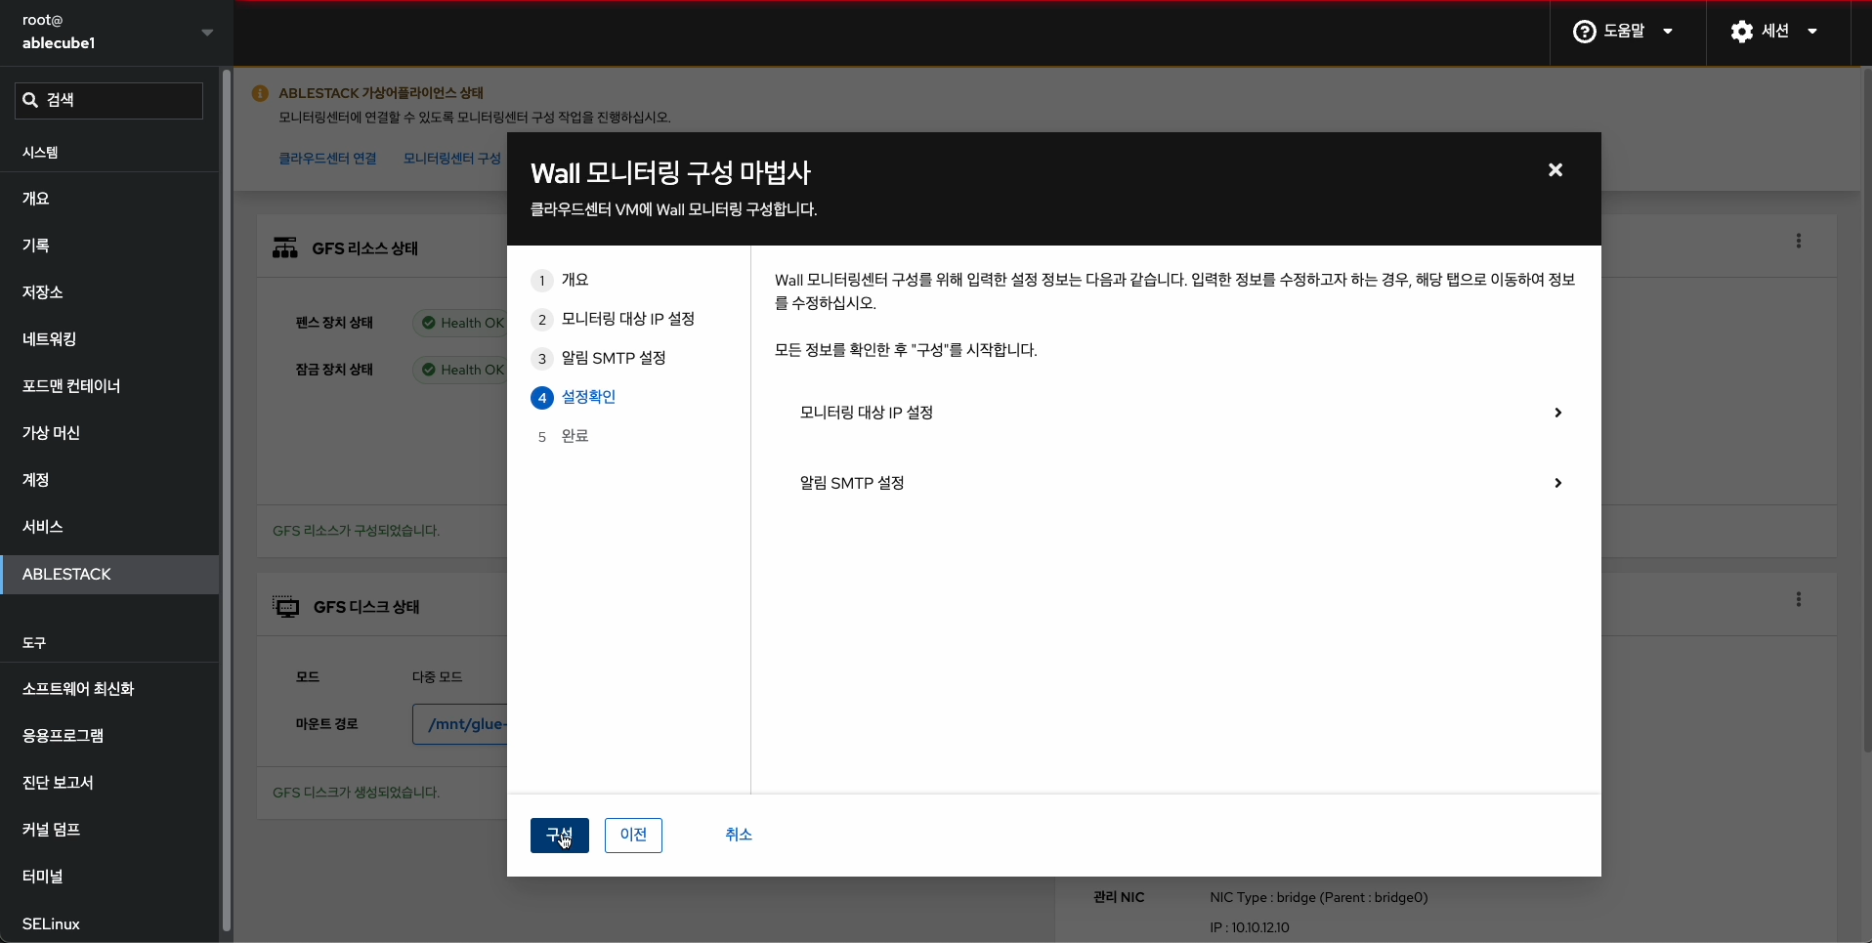 root@
ablecube1
도움말
세션
검색
시스템
개요
기록
저장소
네트워킹
포드맨 컨테이너
가상 머신
계정
서비스
ABLESTACK
도구
소프트웨어 최신화
응용프로그램
진단 보고서
커널 덤프
터미널
SELinux
ABLESTACK 가상어플라이언스 상태
모니터링센터에 연결할 수 있도록 모니터링센터 구성 작업을 진행하십시오.
클라우드센터 연결 모니터링센터 구성
GFS 리소스 상태
펜스 장치 상태 Health OK
잠금 장치 상태 Health OK
GFS 리소스가 구성되었습니다.
GFS 디스크 상태
모드 다중 모드
마운트 경로 /mnt/glue-
GFS 디스크가 생성되었습니다.
Wall 모니터링 구성 마법사
클라우드센터 VM에 Wall 모니터링 구성합니다.
1 개요
2 모니터링 대상 IP 설정
3 알림 SMTP 설정
4 설정확인
5 완료
Wall 모니터링센터 구성를 위해 입력한 설정 정보는 다음과 같습니다. 입력한 정보를 수정하고자 하는 경우, 해당 탭으로 이동하여 정보
를 수정하십시오.
모든 정보를 확인한 후 "구성"를 시작합니다.
모니터링 대상 IP 설정
알림 SMTP 설정
구성 이전 취소
관리 NIC NIC Type : bridge (Parent : bridge0)
IP : 10.10.12.10